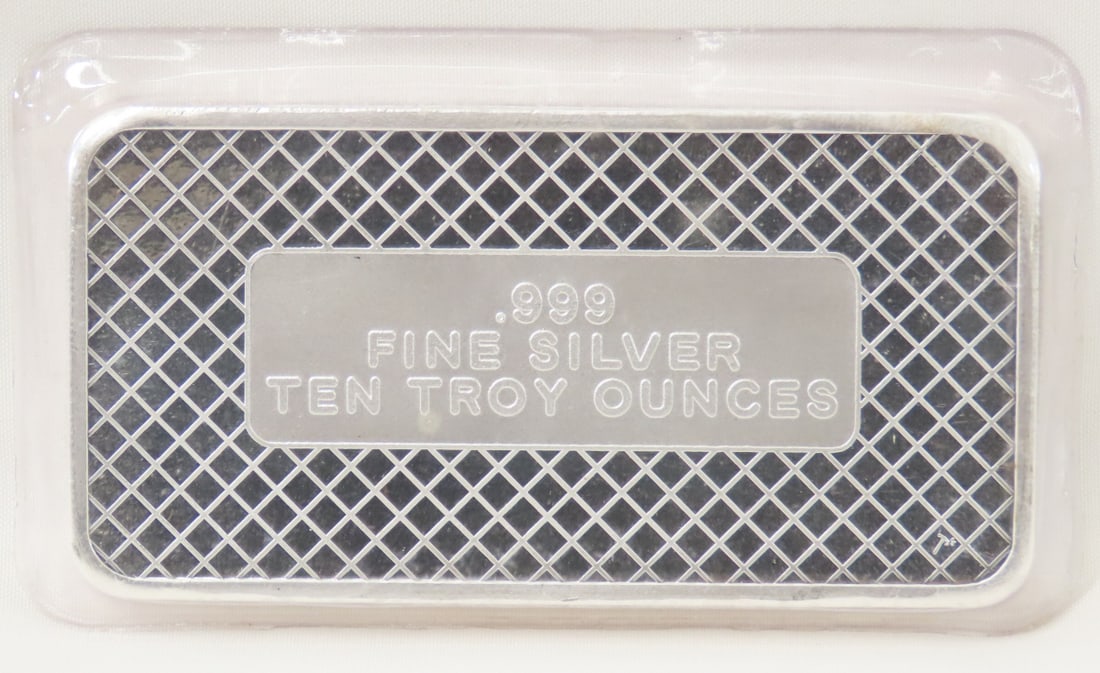 .999
FINE SILVER
TEN TROY OUNCES